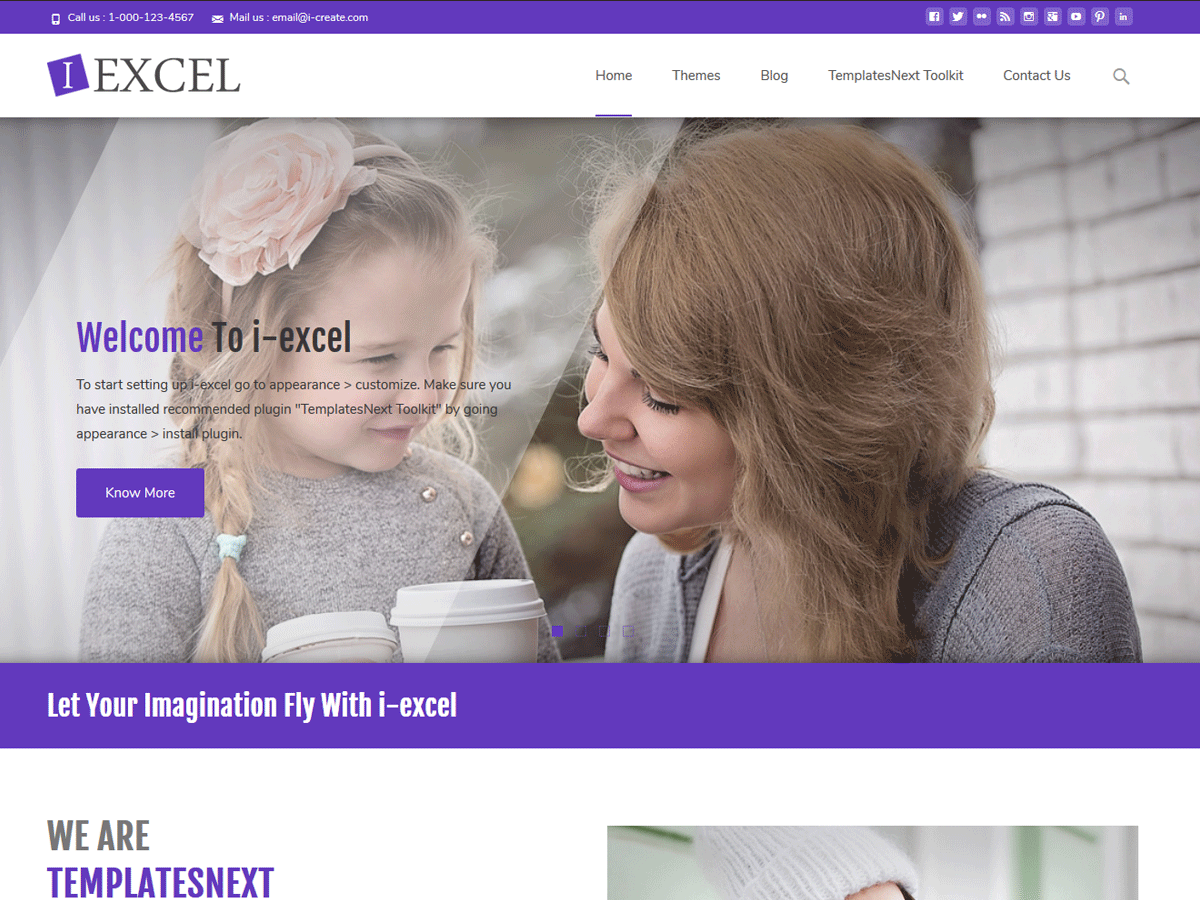 Call us : 1-000-123-4567 Mail us : email@i-create.com
I EXCEL
Home Themes Blog TemplatesNext Toolkit Contact Us
Welcome To i-excel
To start setting up i-excel go to appearance > customize. Make sure you
have installed recommended plugin "TemplatesNext Toolkit" by going
appearance > install plugin.
Know More
Let Your Imagination Fly With i-excel
WE ARE
TEMPLATESNEXT